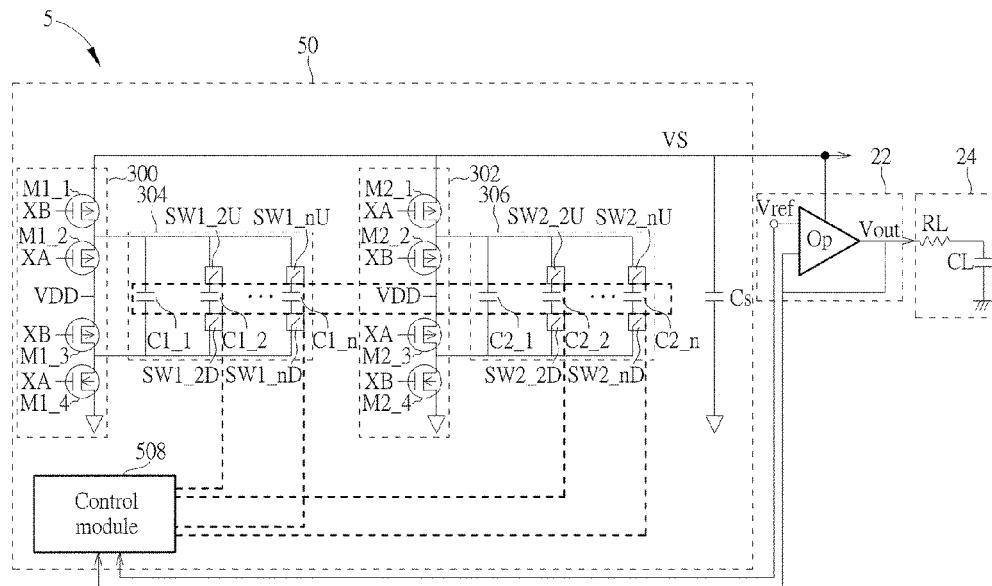 5
50
VS
300
304
302
306
22
24
M1_1
XB
M1_2
XA
VDD
XB
M1_3
XA
M1_4
SW1_2U
SW1_nU
C1_1
C1_2
C1_n
SW1_2D
SW1_nD
M2_1
XA
M2_2
XB
VDD
XA
M2_3
XB
M2_4
SW2_2U
SW2_nU
C2_1
C2_2
C2_n
SW2_2D
SW2_nD
Cs
Vref
Op
Vout
RL
CL
508
Control
module